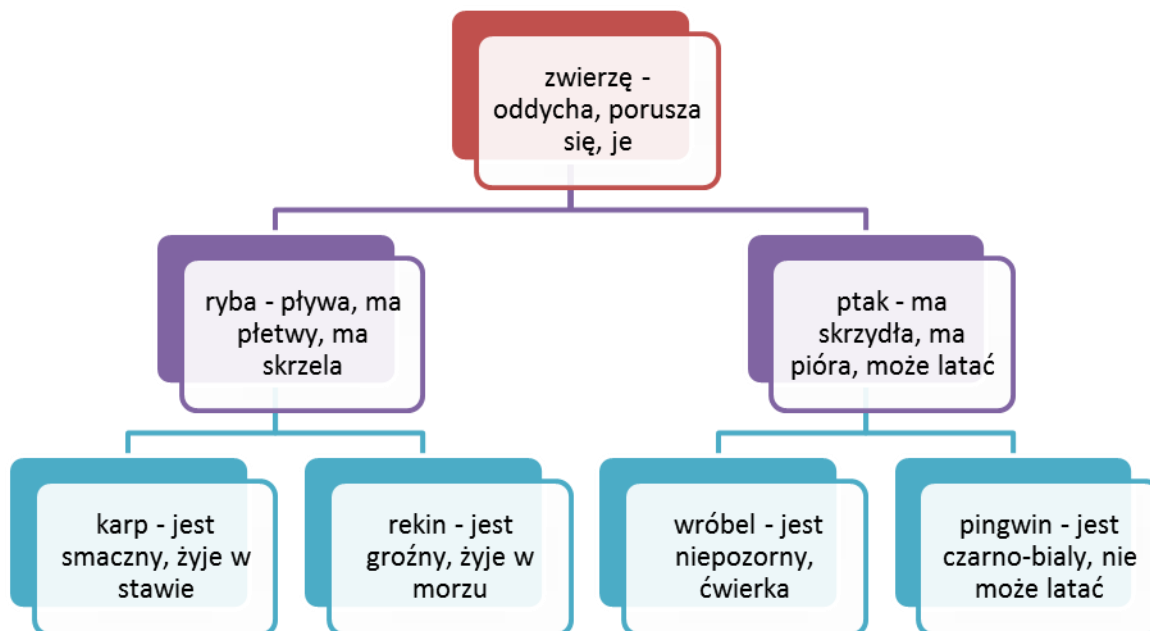 zwierzę -
oddycha, porusza
się, je
ryba - pływa, ma
płetwy, ma
skrzela
ptak - ma
skrzydła, ma
pióra, może latać
karp - jest
smaczny, żyje w
stawie
rekin - jest
groźny, żyje w
morzu
wróbel - jest
niepozorny,
ćwierka
pingwin - jest
czarno-bialy, nie
może latać